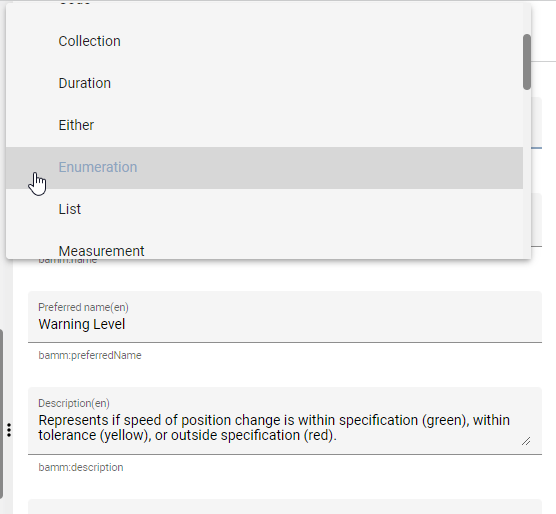 Collection
Duration
Either
Enumeration
List
Measurement
bamm:name
Preferred name(en)
Warning Level
bamm:preferredName
Description(en)
Represents if speed of position change is within specification (green), within
tolerance (yellow), or outside specification (red).
bamm:description